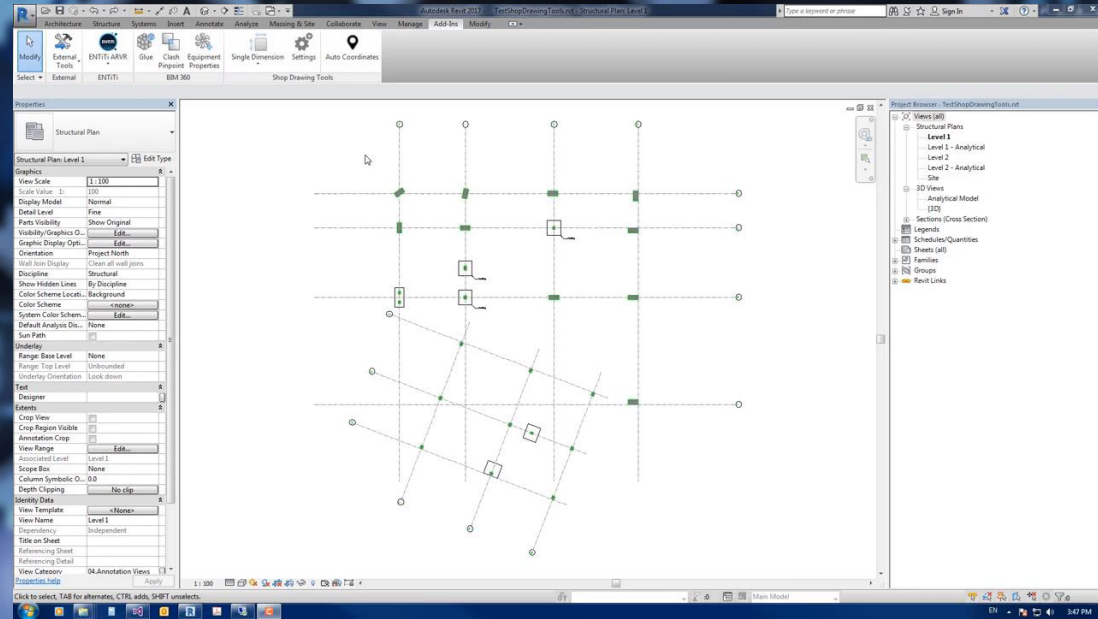 Autodesk Revit 2017 - TestShopDrawingTools.rvt - Structural Plan: Level 1
Type a keyword or phrase
Sign In
Architecture Structure Systems Insert Annotate Analyze Massing & Site Collaborate View Manage Add-Ins Modify
Modify External Tools ENTiTi ARVR Glue Clash Pinpoint Equipment Properties Single Dimension Settings Auto Coordinates
Select External ENTiTi BIM 360 Shop Drawing Tools
Properties
Structural Plan
Structural Plan: Level 1 Edit Type
Graphics
View Scale 1 : 100
Scale Value 1: 100
Display Model Normal
Detail Level Fine
Parts Visibility Show Original
Visibility/Graphics O... Edit...
Graphic Display Opti... Edit...
Orientation Project North
Wall Join Display Clean all wall joins
Discipline Structural
Show Hidden Lines By Discipline
Color Scheme Locati... Background
Color Scheme <none>
System Color Schem... Edit...
Default Analysis Dis... None
Sun Path
Underlay
Range: Base Level None
Range: Top Level Unbounded
Underlay Orientation Look down
Text
Designer
Extents
Crop View
Crop Region Visible
Annotation Crop
View Range Edit...
Associated Level Level 1
Scope Box None
Column Symbolic O... 0.0
Depth Clipping No clip
Identity Data
View Template <None>
View Name Level 1
Dependency Independent
Title on Sheet
Referencing Sheet
Referencing Detail
View Category 04.Annotation Views
Properties help Apply
Project Browser - TestShopDrawingTools.rvt
Views (all)
Structural Plans
Level 1
Level 1 - Analytical
Level 2
Level 2 - Analytical
Site
3D Views
Analytical Model
{3D}
Sections (Cross Section)
Legends
Schedules/Quantities
Sheets (all)
Families
Groups
Revit Links
1 : 100
Click to select, TAB for alternates, CTRL adds, SHIFT unselects.
:0 Main Model
:0
EN 3:47 PM